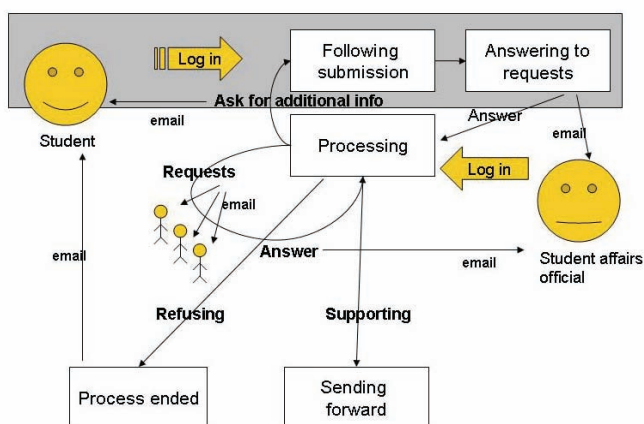 Log in
Following
submission
Answering to
requests
Ask for additional info
email
Student
Answer
email
Processing
Log in
Requests
email
Answer
email
Student affairs
official
email
Refusing
Supporting
Process ended
Sending
forward